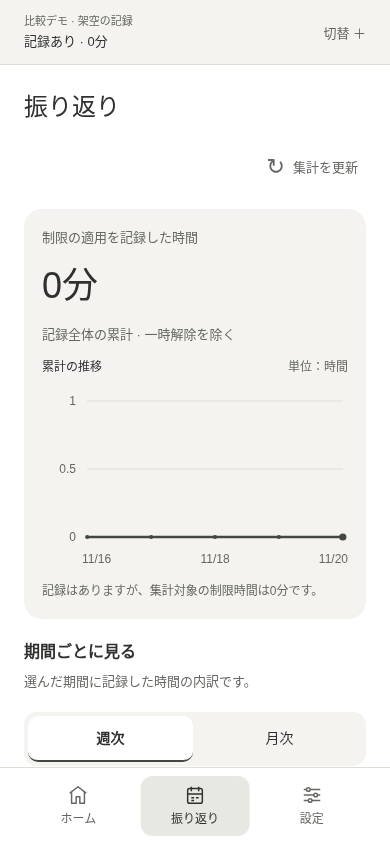 比較デモ · 架空の記録
記録あり · 0分
切替 ＋
振り返り
↻ 集計を更新
制限の適用を記録した時間
0分
記録全体の累計 · 一時解除を除く
累計の推移
単位：時間
1
0.5
0
11/16
11/18
11/20
記録はありますが、集計対象の制限時間は0分です。
期間ごとに見る
選んだ期間に記録した時間の内訳です。
週次
月次
ホーム
振り返り
設定